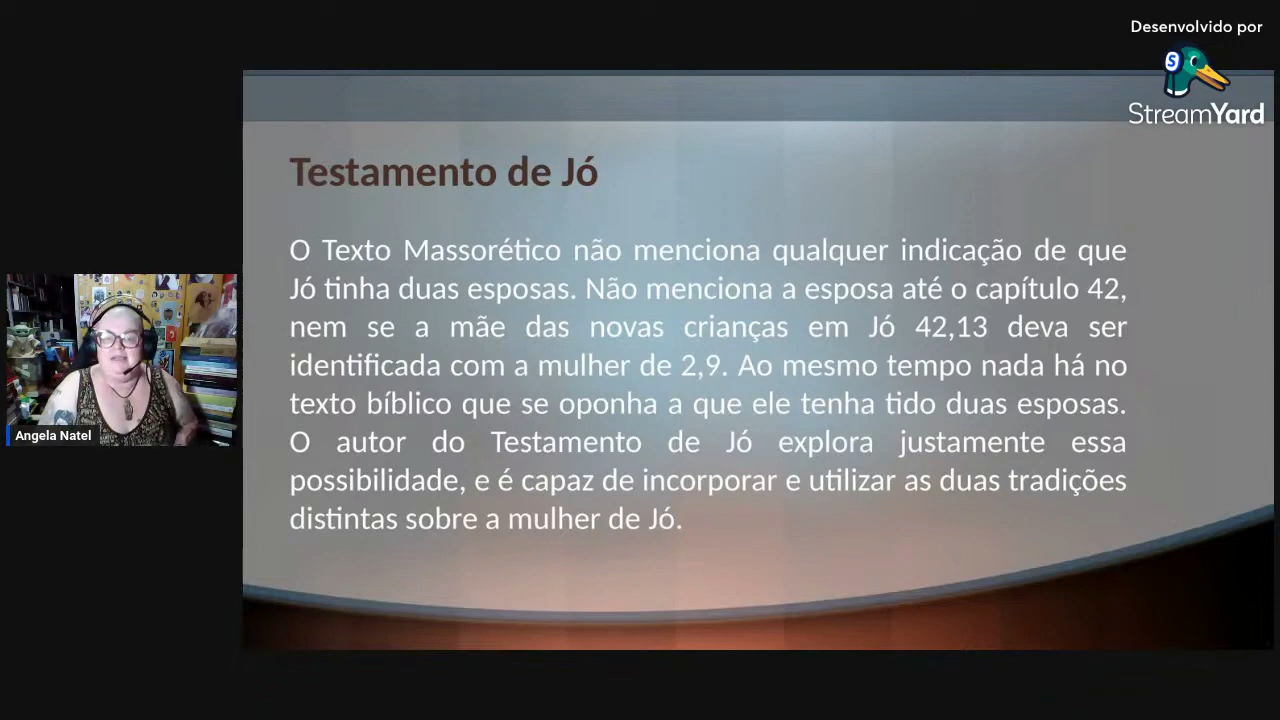 Desenvolvido por
StreamYard
Testamento de Jó
O Texto Massorético não menciona qualquer indicação de que
Jó tinha duas esposas. Não menciona a esposa até o capítulo 42,
nem se a mãe das novas crianças em Jó 42,13 deva ser
identificada com a mulher de 2,9. Ao mesmo tempo nada há no
texto bíblico que se oponha a que ele tenha tido duas esposas.
O autor do Testamento de Jó explora justamente essa
possibilidade, e é capaz de incorporar e utilizar as duas tradições
distintas sobre a mulher de Jó.
Angela Natel